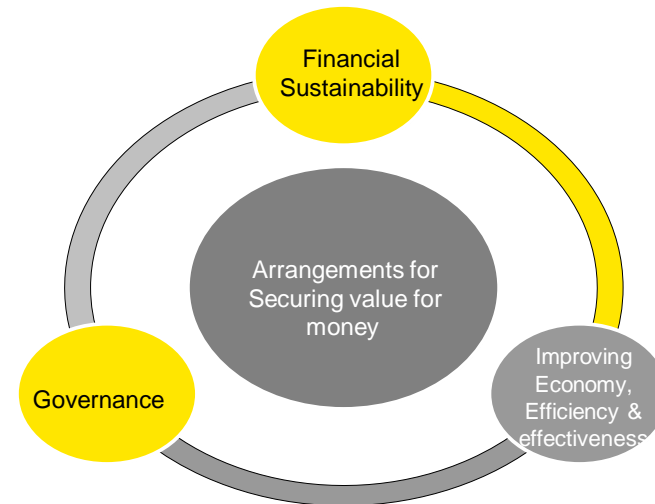 Financial
Sustainability
Arrangements for
Securing value for
money
Governance
Improving
Economy,
Efficiency &
effectiveness